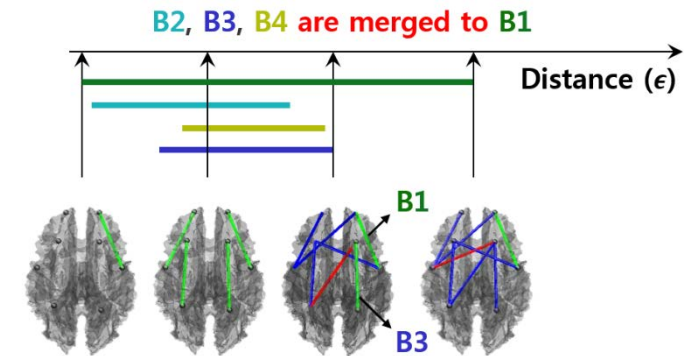 B2, B3, B4 are merged to B1
Distance (ϵ)
B1
B3